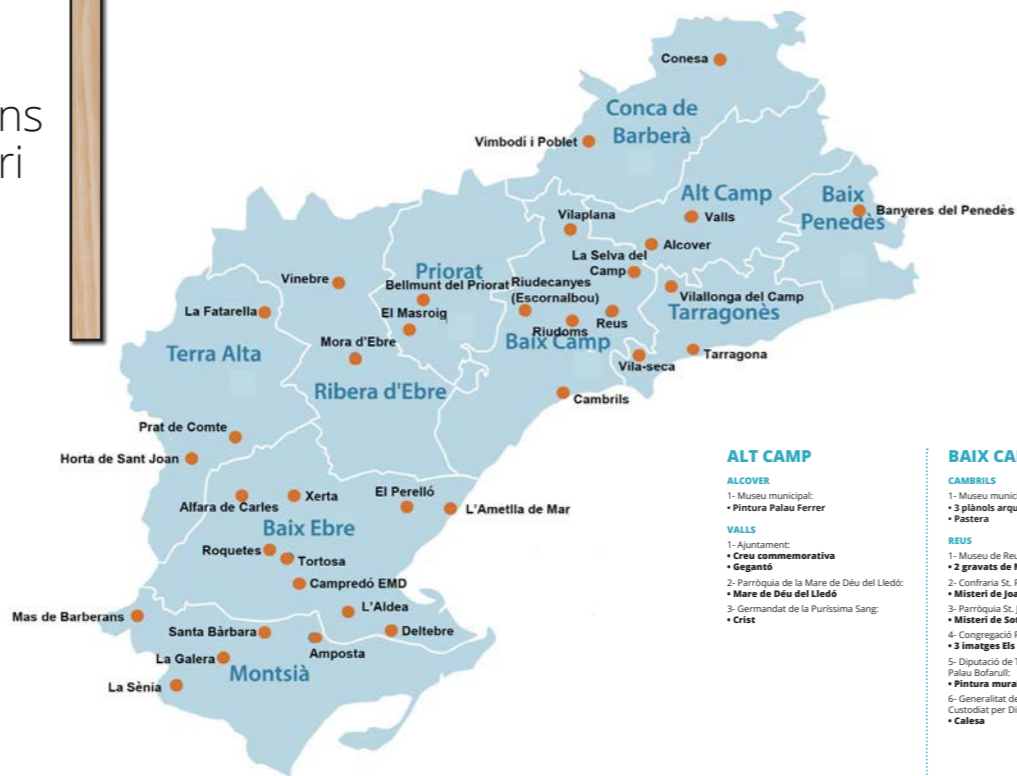 ns
ri
Conesa
Conca de
Barberà
Vimbodí i Poblet
Alt Camp
Baix
Penedès
Banyeres del Penedès
Vilaplana
Valls
Alcover
La Selva del
Camp
Priorat
Vinebre
Bellmunt del Priorat
Riudecanyes
(Escornalbou)
Vilallonga del Camp
Tarragonès
La Fatarella
El Masroig
Reus
Riudoms
Baix Camp
Mora d'Ebre
Terra Alta
Tarragona
Vila-seca
Ribera d'Ebre
Cambrils
Prat de Comte
Horta de Sant Joan
Alfara de Carles
Xerta
El Perelló
L'Ametlla de Mar
Baix Ebre
Roquetes
Tortosa
Campredó EMD
L'Aldea
Mas de Barberans
Santa Bàrbara
Deltebre
Amposta
La Galera
Montsià
La Sènia
ALT CAMP
ALCOVER
1- Museu municipal:
• Pintura Palau Ferrer
VALLS
1- Ajuntament:
• Creu commemorativa
• Gegantó
2- Parròquia de la Mare de Déu del Lledó:
• Mare de Déu del Lledó
3- Germandat de la Puríssima Sang:
• Crist
BAIX CA
CAMBRILS
1- Museu munic
• 3 plànols arqu
• Pastera
REUS
1- Museu de Reu
• 2 gravats de
2- Confraria St.
• Misteri de Joa
3- Parròquia St.
• Misteri de Sot
4- Congregació
• 3 imatges Els
5- Diputació de
Palau Bofarull:
• Pintura mura
6- Generalitat de
Custodiat per Di
• Calesa